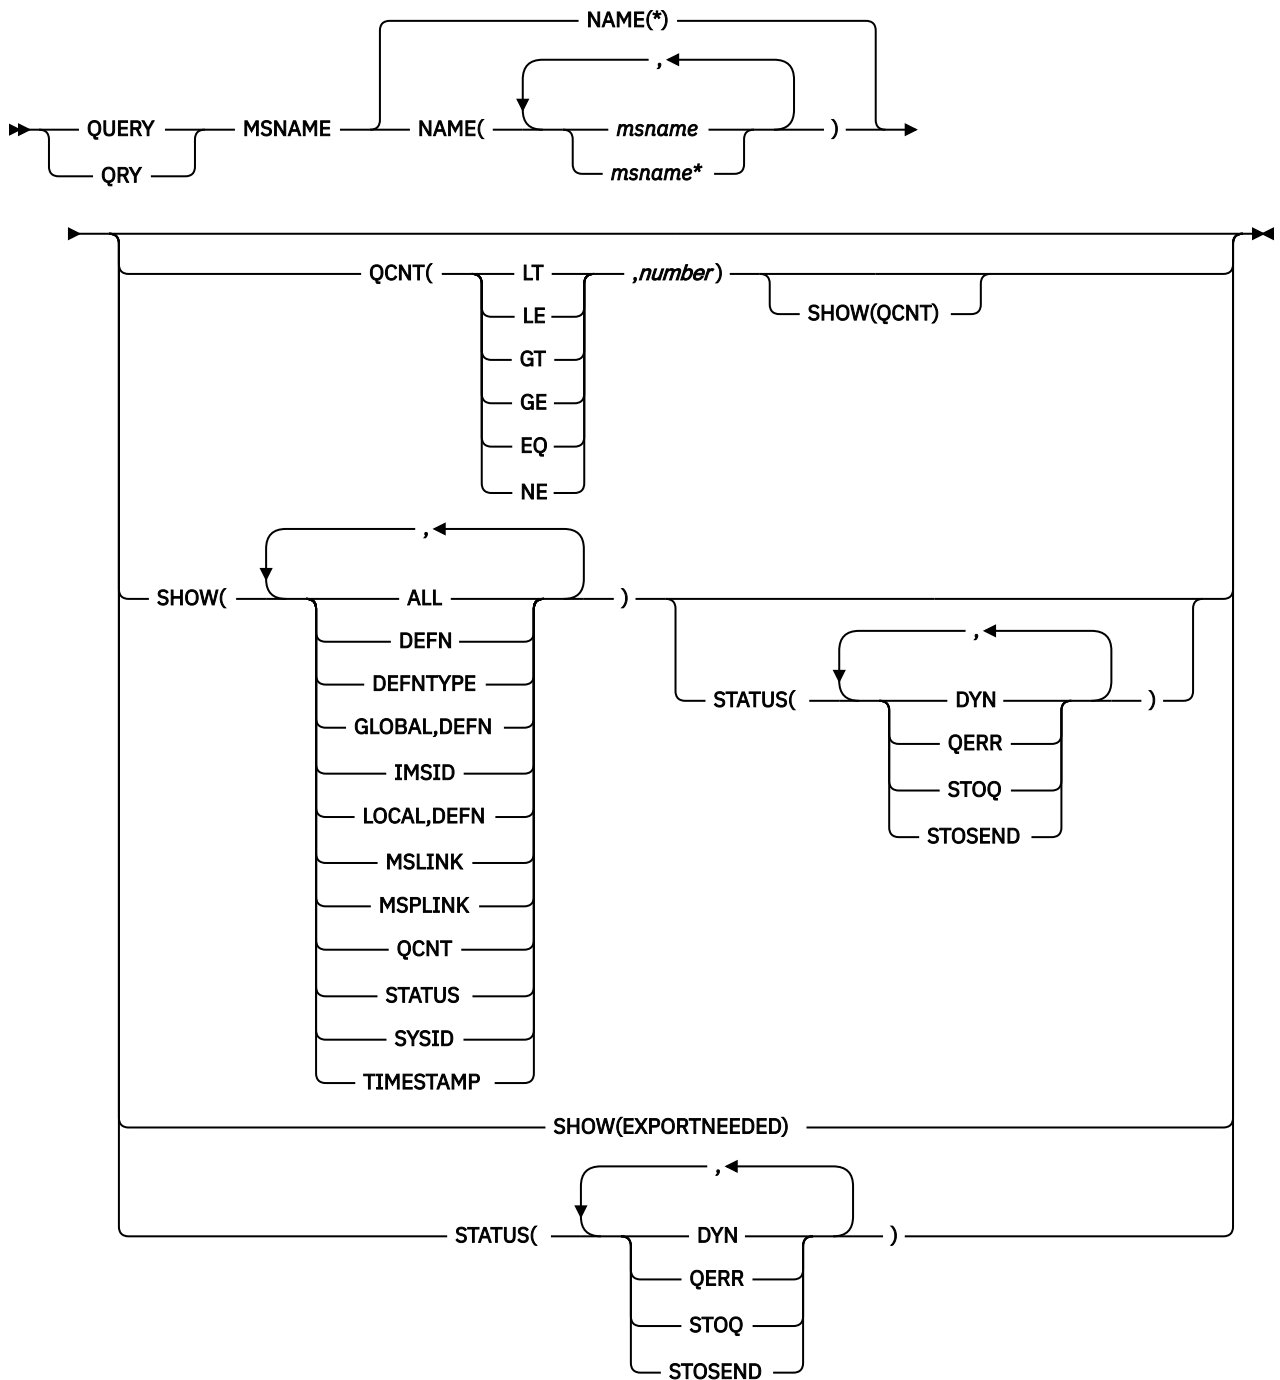 NAME(*)
,
QUERY MSNAME NAME( msname )
QRY msname*
QCNT( LT ,number)
LE SHOW(QCNT)
GT
GE
EQ
NE
,
SHOW( ALL )
,
DEFN
DEFNTYPE
STATUS( DYN )
GLOBAL,DEFN
QERR
IMSID
STOQ
LOCAL,DEFN
STOSEND
MSLINK
MSPLINK
QCNT
STATUS
SYSID
TIMESTAMP
SHOW(EXPORTNEEDED)
,
STATUS( DYN )
QERR
STOQ
STOSEND